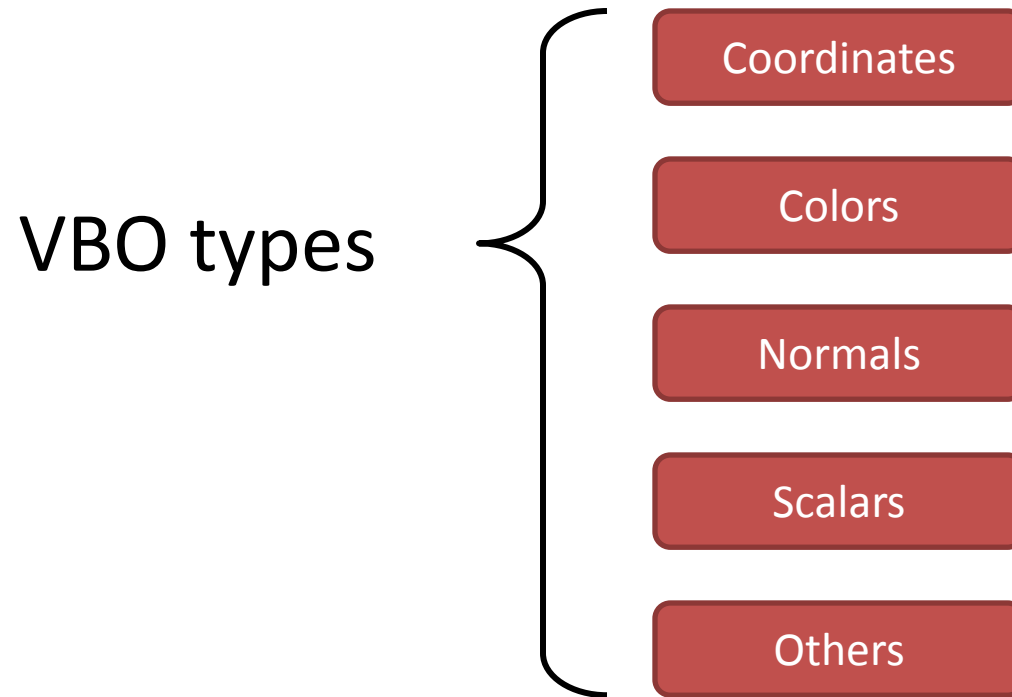 VBO types
Coordinates
Colors
Normals
Scalars
Others